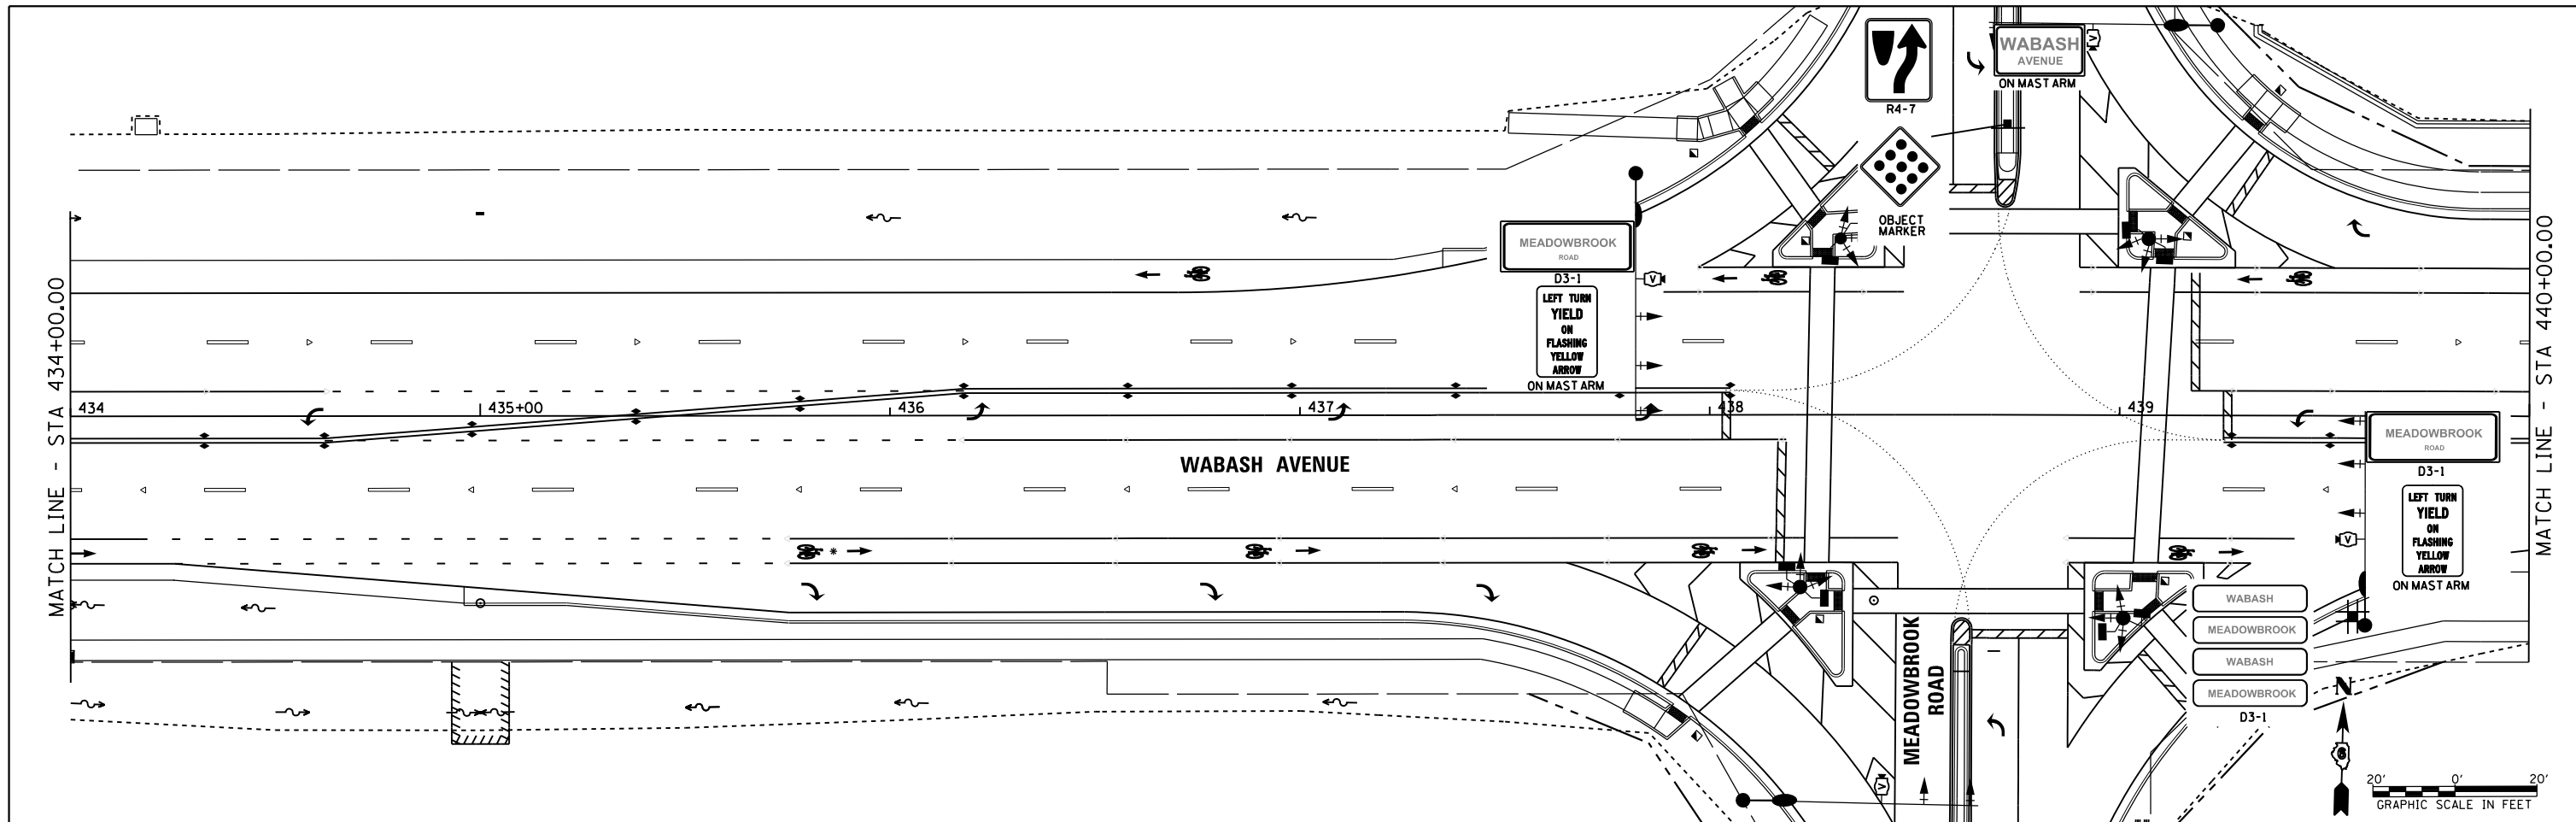 WABASH
AVENUE
ON MAST ARM
R4-7
OBJECT
MARKER
MEADOWBROOK
ROAD
D3-1
LEFT TURN
YIELD
ON
FLASHING
YELLOW
ARROW
ON MAST ARM
V
V
MATCH LINE - STA 434+00.00
MATCH LINE - STA 440+00.00
434
435+00
436
437
438
439
WABASH AVENUE
*
MEADOWBROOK
ROAD
D3-1
LEFT TURN
YIELD
ON
FLASHING
YELLOW
ARROW
ON MAST ARM
V
WABASH
MEADOWBROOK
WABASH
MEADOWBROOK
D3-1
MEADOWBROOK
ROAD
V
N
20' 0' 20'
GRAPHIC SCALE IN FEET